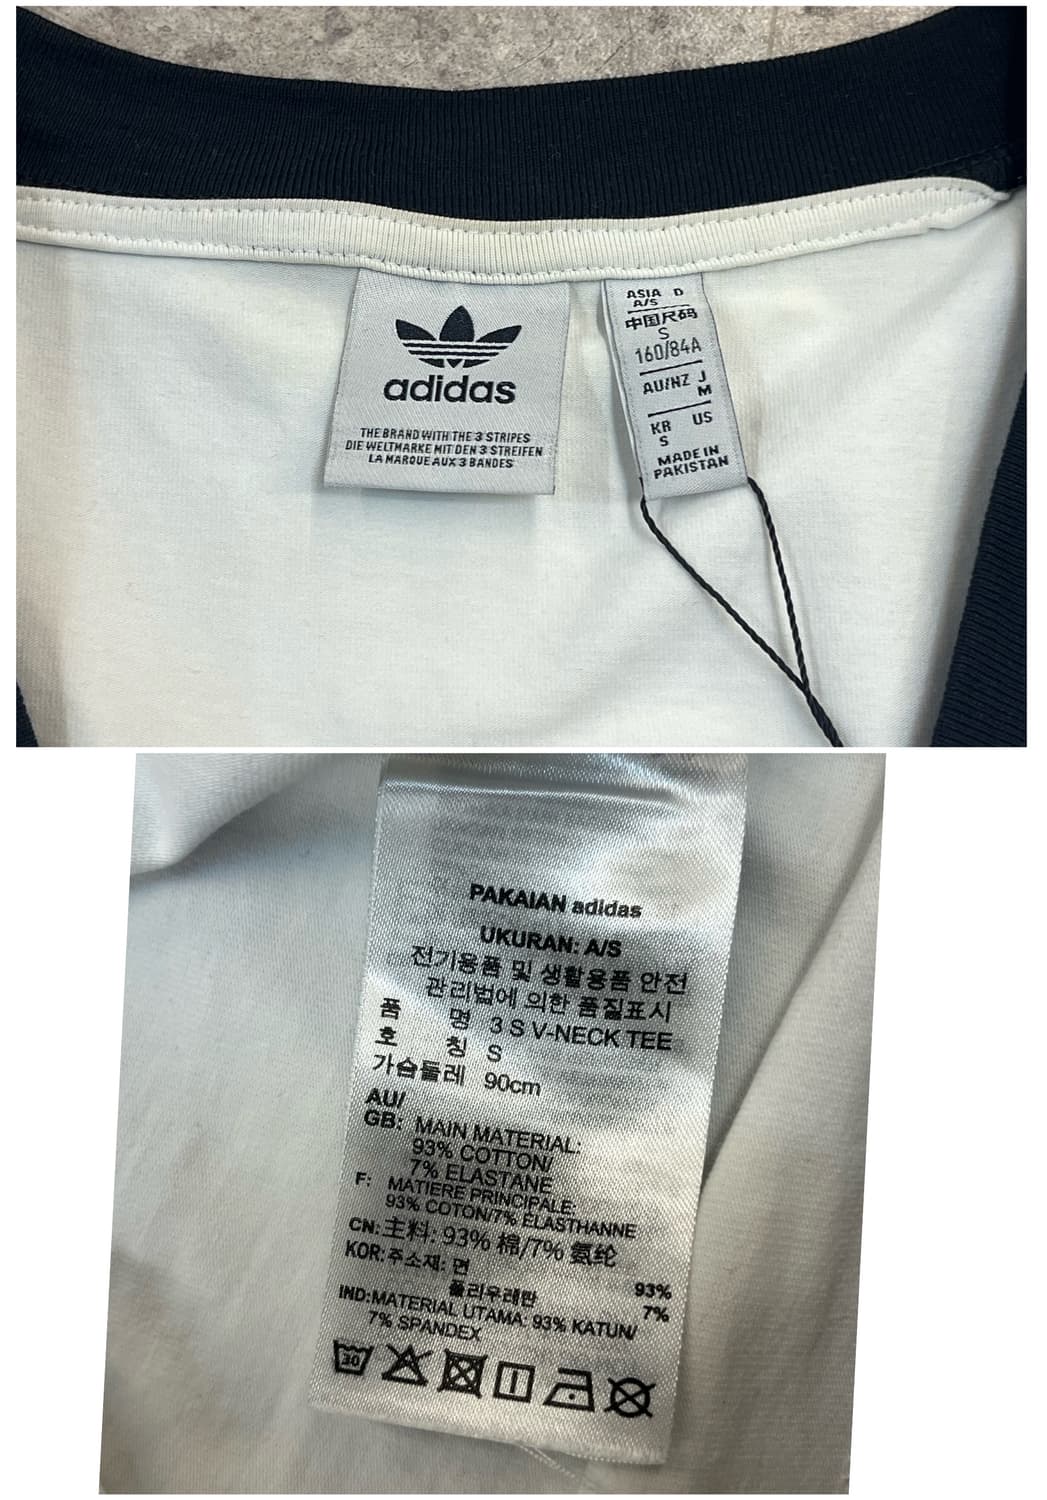 adidas
THE BRAND WITH THE 3 STRIPES
DIE WELTMARKE MIT DEN 3 STREIFEN
LA MARQUE AUX 3 BANDES
ASIA D
A/S
中国尺码
S
160/84A
AU/NZ J
M
KR US
S
MADE IN
PAKISTAN
PAKAIAN adidas
UKURAN: A/S
전기용품 및 생활용품 안전
관리법에 의한 품질표시
품 명 3 S V-NECK TEE
호 칭 S
가슴둘레 90cm
AU/
GB: MAIN MATERIAL:
93% COTTON/
7% ELASTANE
F: MATIERE PRINCIPALE:
93% COTON/7% ÉLASTHANNE
CN: 主料: 93% 棉/7% 氨纶
KOR: 주소재: 면 93%
폴리우레탄 7%
IND: MATERIAL UTAMA: 93% KATUN/
7% SPANDEX
30